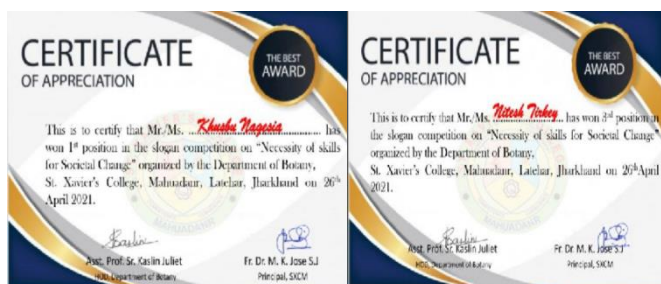 CERTIFICATE
OF APPRECIATION
THE BEST
AWARD
This is to certify that Mr./Ms. ...Khusbu Nagesia................. has
won 1st position in the slogan competition on "Necessity of skills
for Societal Change" organized by the Department of Botany,
St. Xavier's College, Mahuadanr, Latehar, Jharkhand on 26th
April 2021.
MAHUADANR
Asst. Prof. Sr. Kaslin Juliet
HOD, Department of Botany
Fr. Dr. M. K. Jose S.J
Principal, SXCM
CERTIFICATE
OF APPRECIATION
THE BEST
AWARD
This is to certify that Mr./Ms. Nitesh Tirkey... has won 3rd position in
the slogan competition on "Necessity of skills for Societal Change"
organized by the Department of Botany,
St. Xavier's College, Mahuadanr, Latehar, Jharkhand on 26th April
2021.
Asst. Prof. Sr. Kaslin Juliet
HOD, Department of Botany
Fr. Dr. M. K. Jose S.J
Principal, SXCM